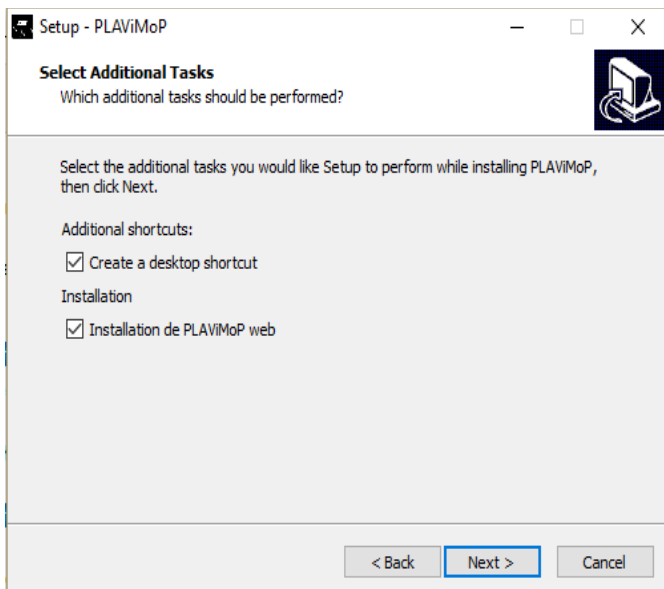 Setup - PLAViMoP
Select Additional Tasks
Which additional tasks should be performed?
Select the additional tasks you would like Setup to perform while installing PLAViMoP,
then click Next.
Additional shortcuts:
Create a desktop shortcut
Installation
Installation de PLAViMoP web
< Back
Next >
Cancel